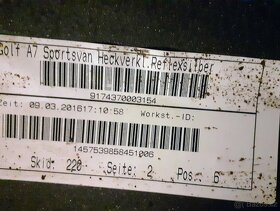 Golf A7 Sportsvan Heckverkl.Reflexsilber
9174370003154
Zeit: 09.03.201617:10:58 Workst.-ID:
1457539858451006
Skid: 220 Seite: 2 Pos.: 6